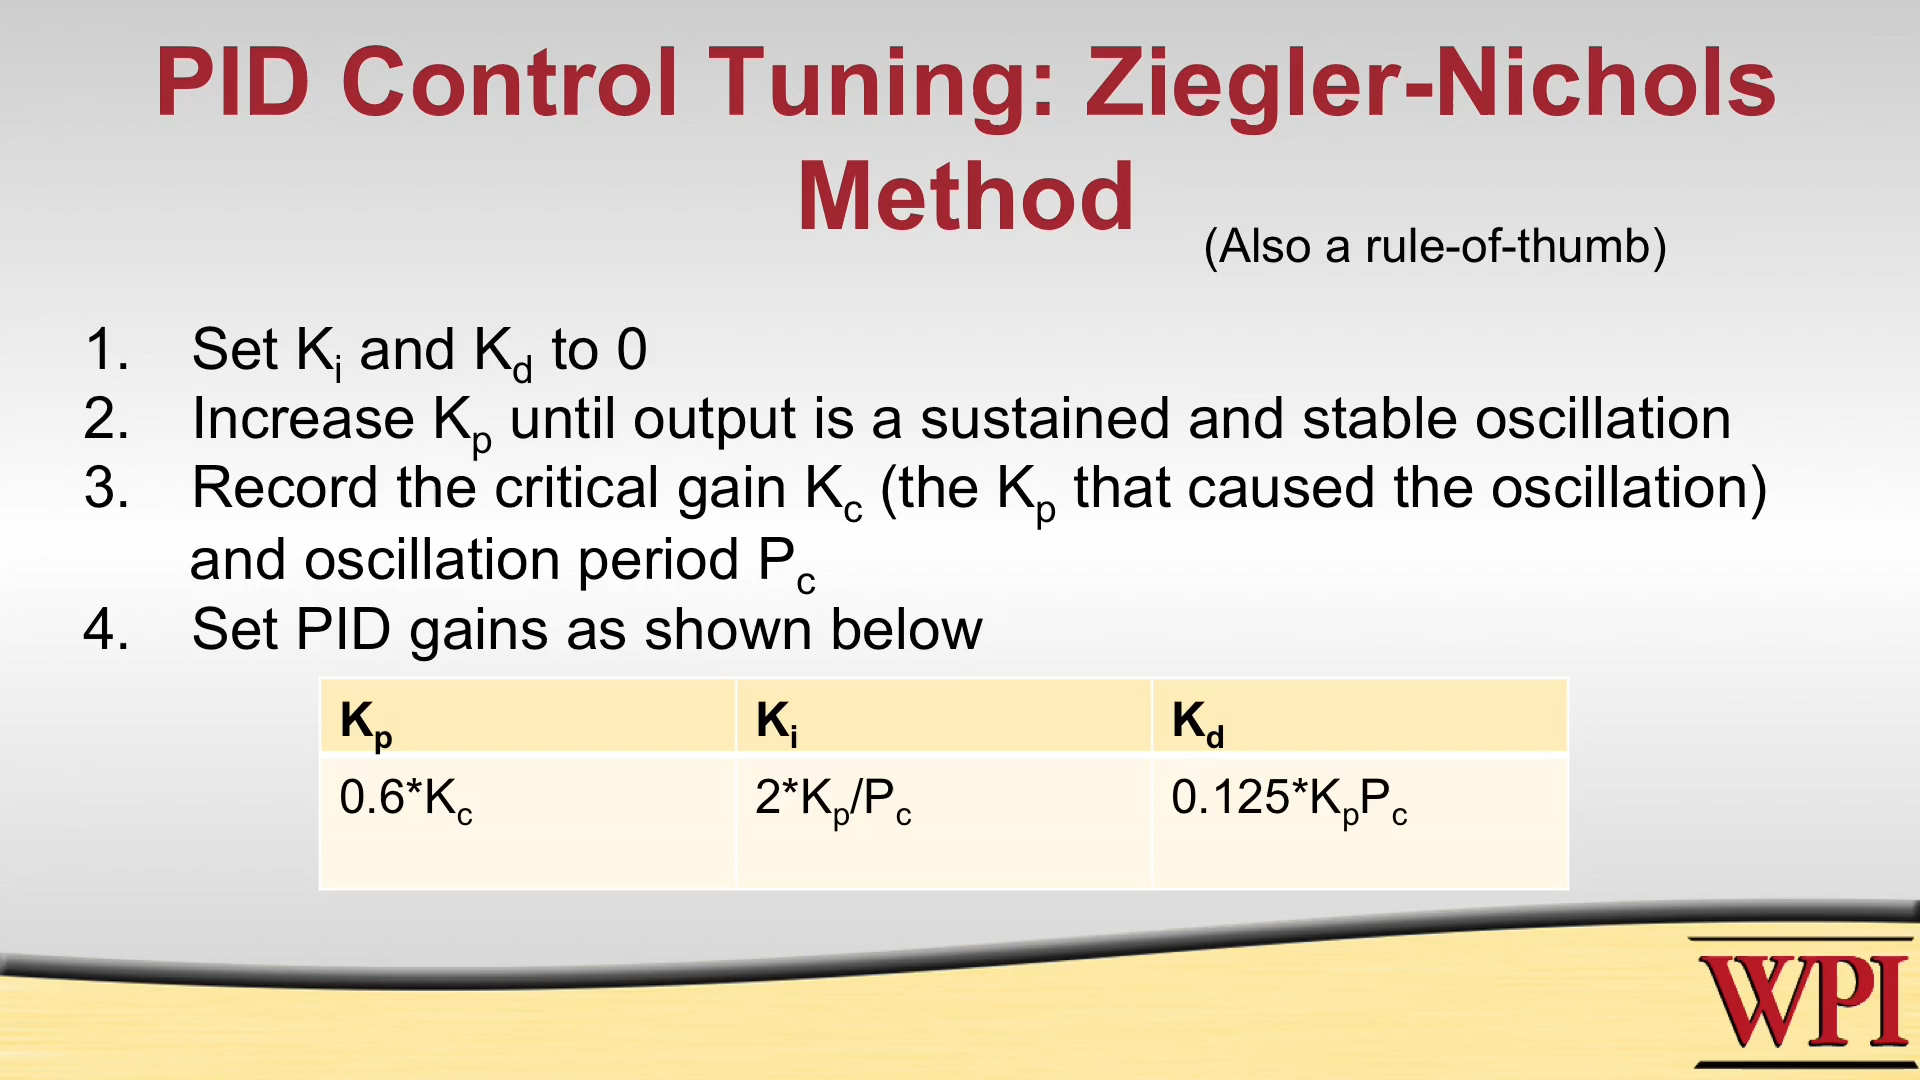 PID Control Tuning: Ziegler-Nichols
Method
(Also a rule-of-thumb)
1. Set Ki and Kd to 0
2. Increase Kp until output is a sustained and stable oscillation
3. Record the critical gain Kc (the Kp that caused the oscillation)
and oscillation period Pc
4. Set PID gains as shown below
Kp Ki Kd
0.6*Kc 2*Kp/Pc 0.125*KpPc
WPI